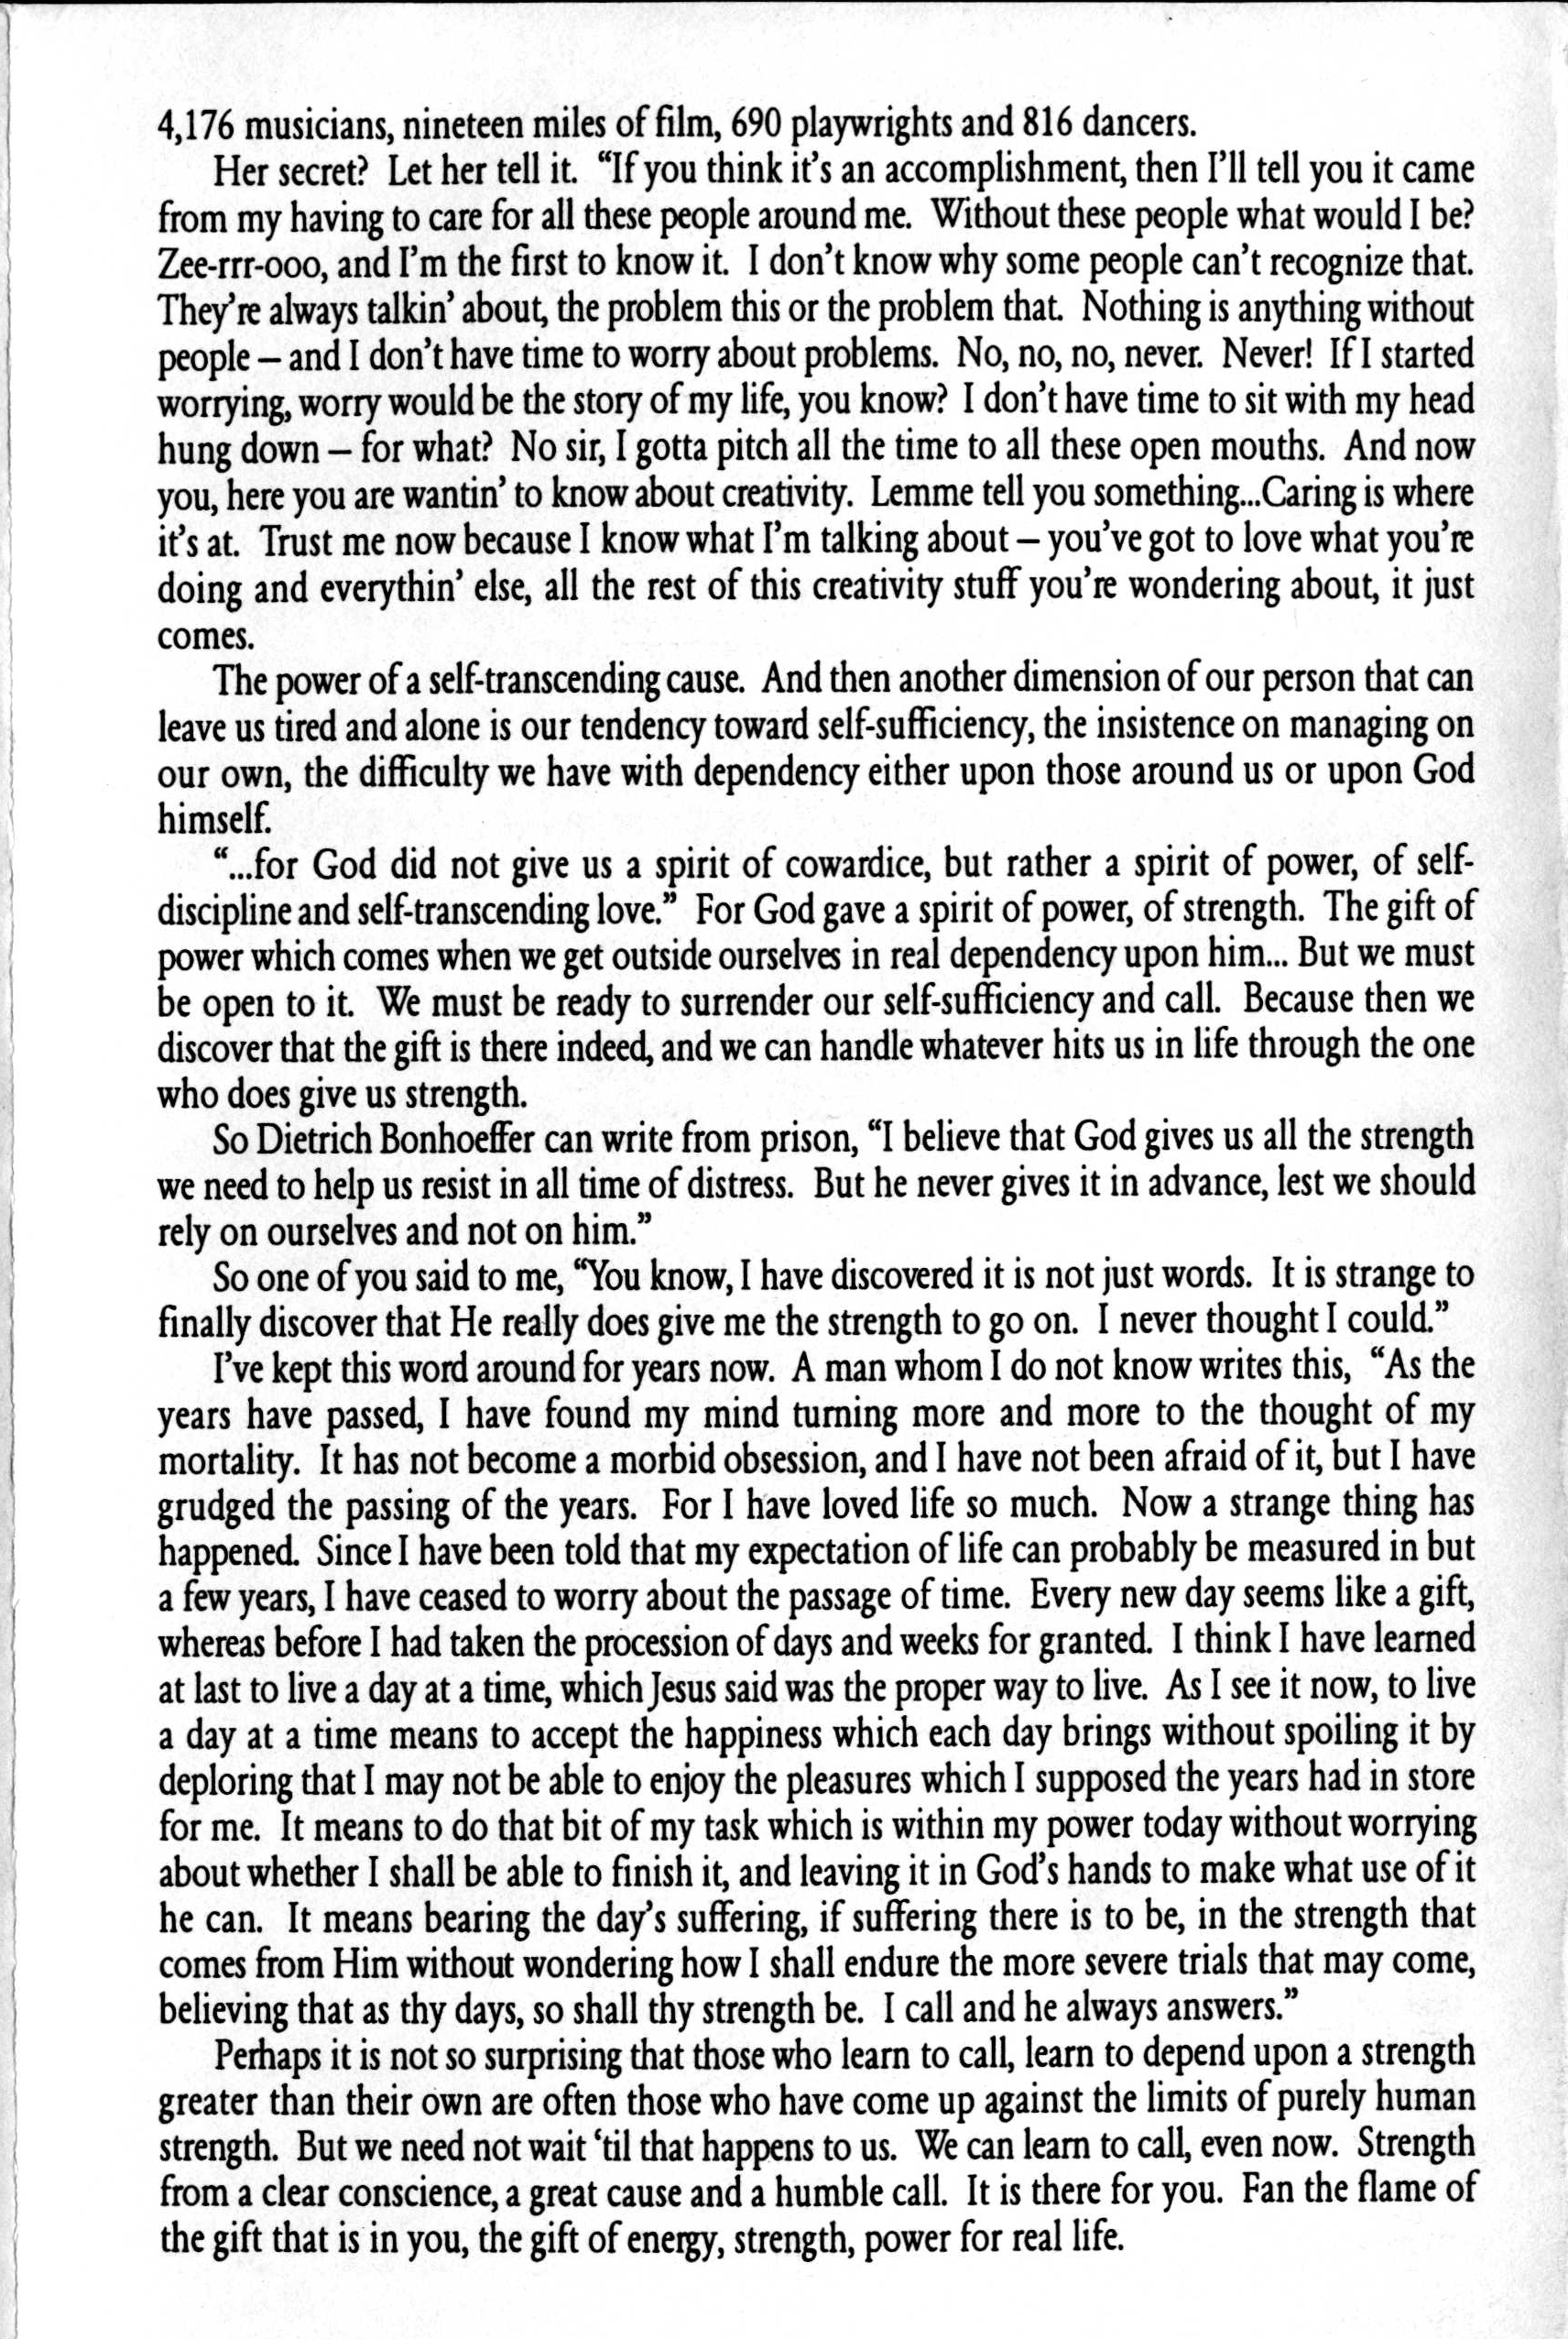 4,176 musicians, nineteen miles of film, 690 playwrights and 816 dancers.
Her secret? Let her tell it. “If you think it’s an accomplishment, then I’ll tell you it came
from my having to care for all these people around me. Without these people what would I be?
Zee-rrr-ooo, and I’m the first to know it. I don’t know why some people can’t recognize that.
They’re always talkin’ about, the problem this or the problem that. Nothing is anything without
people – and I don’t have time to worry about problems. No, no, no, never. Never! If I started
worrying, worry would be the story of my life, you know? I don’t have time to sit with my head
hung down – for what? No sir, I gotta pitch all the time to all these open mouths. And now
you, here you are wantin’ to know about creativity. Lemme tell you something...Caring is where
it’s at. Trust me now because I know what I’m talking about – you’ve got to love what you’re
doing and everythin’ else, all the rest of this creativity stuff you’re wondering about, it just
comes.
The power of a self-transcending cause. And then another dimension of our person that can
leave us tired and alone is our tendency toward self-sufficiency, the insistence on managing on
our own, the difficulty we have with dependency either upon those around us or upon God
himself.
“...for God did not give us a spirit of cowardice, but rather a spirit of power, of self-
discipline and self-transcending love.” For God gave a spirit of power, of strength. The gift of
power which comes when we get outside ourselves in real dependency upon him... But we must
be open to it. We must be ready to surrender our self-sufficiency and call. Because then we
discover that the gift is there indeed, and we can handle whatever hits us in life through the one
who does give us strength.
So Dietrich Bonhoeffer can write from prison, “I believe that God gives us all the strength
we need to help us resist in all time of distress. But he never gives it in advance, lest we should
rely on ourselves and not on him.”
So one of you said to me, “You know, I have discovered it is not just words. It is strange to
finally discover that He really does give me the strength to go on. I never thought I could.”
I’ve kept this word around for years now. A man whom I do not know writes this, “As the
years have passed, I have found my mind turning more and more to the thought of my
mortality. It has not become a morbid obsession, and I have not been afraid of it, but I have
grudged the passing of the years. For I have loved life so much. Now a strange thing has
happened. Since I have been told that my expectation of life can probably be measured in but
a few years, I have ceased to worry about the passage of time. Every new day seems like a gift,
whereas before I had taken the procession of days and weeks for granted. I think I have learned
at last to live a day at a time, which Jesus said was the proper way to live. As I see it now, to live
a day at a time means to accept the happiness which each day brings without spoiling it by
deploring that I may not be able to enjoy the pleasures which I supposed the years had in store
for me. It means to do that bit of my task which is within my power today without worrying
about whether I shall be able to finish it, and leaving it in God’s hands to make what use of it
he can. It means bearing the day’s suffering, if suffering there is to be, in the strength that
comes from Him without wondering how I shall endure the more severe trials that may come,
believing that as thy days, so shall thy strength be. I call and he always answers.”
Perhaps it is not so surprising that those who learn to call, learn to depend upon a strength
greater than their own are often those who have come up against the limits of purely human
strength. But we need not wait ‘til that happens to us. We can learn to call, even now. Strength
from a clear conscience, a great cause and a humble call. It is there for you. Fan the flame of
the gift that is in you, the gift of energy, strength, power for real life.